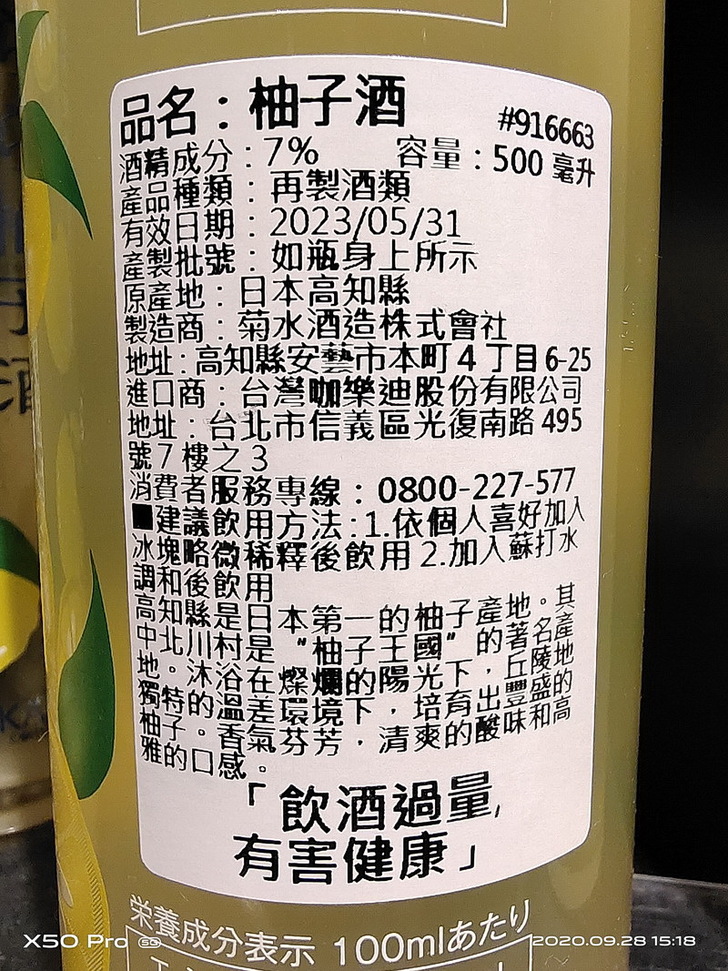 品名：柚子酒
#916663
酒精成分：7%　容量：500 毫升
產品種類：再製酒類
有效日期：2023/05/31
產製批號：如瓶身上所示
原產地：日本高知縣
製造商：菊水酒造株式會社
地址：高知縣安藝市本町 4 丁目 6-25
進口商：台灣咖樂迪股份有限公司
地址：台北市信義區光復南路 495
號 7 樓之 3
消費者服務專線：0800-227-577
■建議飲用方法：1.依個人喜好加入
冰塊略微稀釋後飲用 2.加入蘇打水
調和後飲用
高知縣是日本第一的柚子產地。其
中北川村是“柚子王國”的著名產
地。沐浴在燦爛的陽光下，丘陵地
獨特的溫差環境下，培育出豐盛的
柚子。香氣芬芳，清爽的酸味和高
雅的口感。
「飲酒過量,
有害健康」
栄養成分表示 100mlあたり
X50 Pro 5G
2020.09.28 15:18